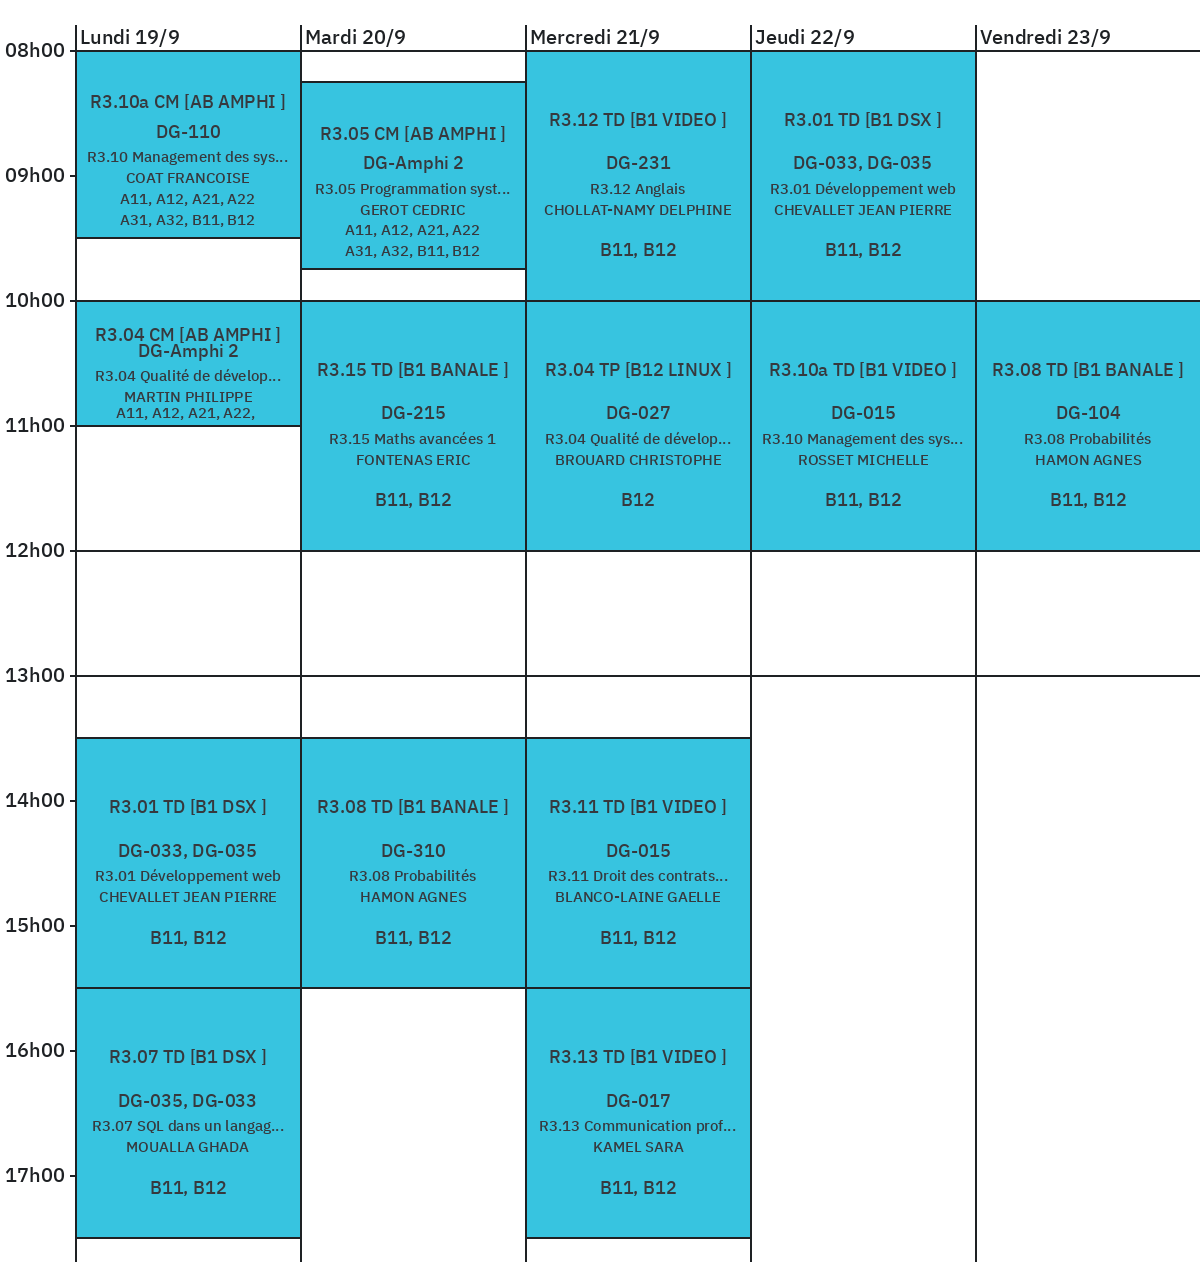 Lundi 19/9
Mardi 20/9
Mercredi 21/9
Jeudi 22/9
Vendredi 23/9
08h00
09h00
10h00
11h00
12h00
13h00
14h00
15h00
16h00
17h00
R3.10a CM [AB AMPHI ]
DG-110
R3.10 Management des sys...
COAT FRANCOISE
A11, A12, A21, A22
A31, A32, B11, B12
R3.04 CM [AB AMPHI ]
DG-Amphi 2
R3.04 Qualité de dévelop...
MARTIN PHILIPPE
A11, A12, A21, A22,
R3.01 TD [B1 DSX ]
DG-033, DG-035
R3.01 Développement web
CHEVALLET JEAN PIERRE
B11, B12
R3.07 TD [B1 DSX ]
DG-035, DG-033
R3.07 SQL dans un langag...
MOUALLA GHADA
B11, B12
R3.05 CM [AB AMPHI ]
DG-Amphi 2
R3.05 Programmation syst...
GEROT CEDRIC
A11, A12, A21, A22
A31, A32, B11, B12
R3.15 TD [B1 BANALE ]
DG-215
R3.15 Maths avancées 1
FONTENAS ERIC
B11, B12
R3.08 TD [B1 BANALE ]
DG-310
R3.08 Probabilités
HAMON AGNES
B11, B12
R3.12 TD [B1 VIDEO ]
DG-231
R3.12 Anglais
CHOLLAT-NAMY DELPHINE
B11, B12
R3.04 TP [B12 LINUX ]
DG-027
R3.04 Qualité de dévelop...
BROUARD CHRISTOPHE
B12
R3.11 TD [B1 VIDEO ]
DG-015
R3.11 Droit des contrats...
BLANCO-LAINE GAELLE
B11, B12
R3.13 TD [B1 VIDEO ]
DG-017
R3.13 Communication prof...
KAMEL SARA
B11, B12
R3.01 TD [B1 DSX ]
DG-033, DG-035
R3.01 Développement web
CHEVALLET JEAN PIERRE
B11, B12
R3.10a TD [B1 VIDEO ]
DG-015
R3.10 Management des sys...
ROSSET MICHELLE
B11, B12
R3.08 TD [B1 BANALE ]
DG-104
R3.08 Probabilités
HAMON AGNES
B11, B12